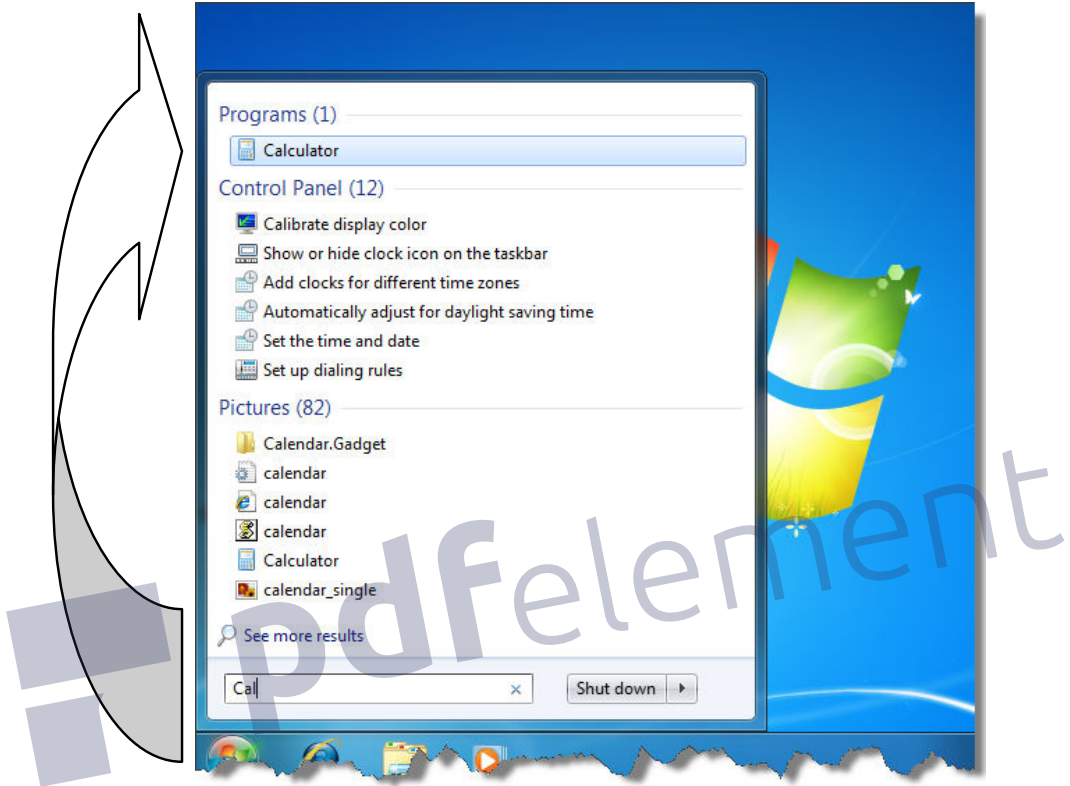 Programs (1)
Calculator
Control Panel (12)
Calibrate display color
Show or hide clock icon on the taskbar
Add clocks for different time zones
Automatically adjust for daylight saving time
Set the time and date
Set up dialing rules
Pictures (82)
Calendar.Gadget
calendar
calendar
calendar
Calculator
calendar_single
See more results
Cal
Shut down
pdfelement